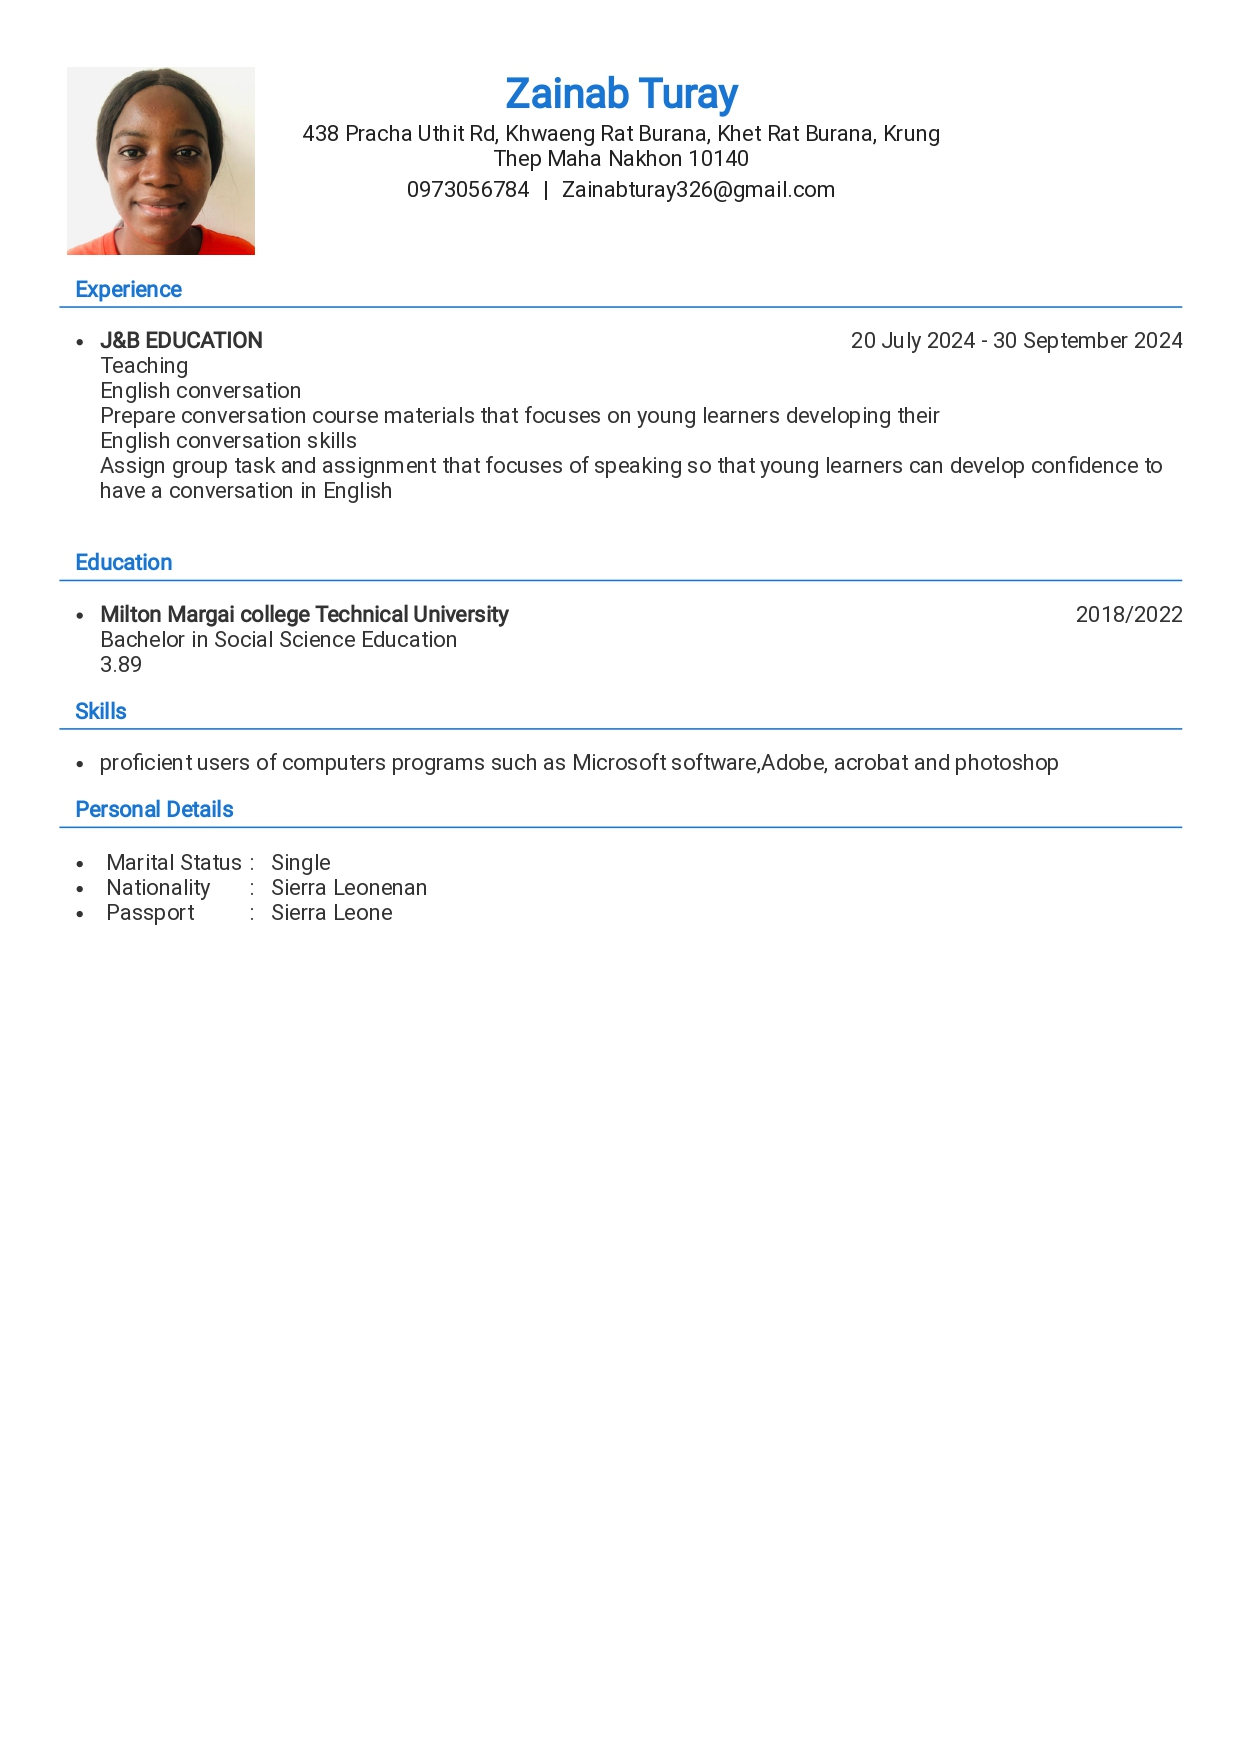 Zainab Turay
438 Pracha Uthit Rd, Khwaeng Rat Burana, Khet Rat Burana, Krung
Thep Maha Nakhon 10140
0973056784 | Zainabturay326@gmail.com
Experience
• J&B EDUCATION 20 July 2024 - 30 September 2024
Teaching
English conversation
Prepare conversation course materials that focuses on young learners developing their
English conversation skills
Assign group task and assignment that focuses of speaking so that young learners can develop confidence to
have a conversation in English
Education
• Milton Margai college Technical University 2018/2022
Bachelor in Social Science Education
3.89
Skills
• proficient users of computers programs such as Microsoft software,Adobe, acrobat and photoshop
Personal Details
• Marital Status : Single
• Nationality : Sierra Leonenan
• Passport : Sierra Leone